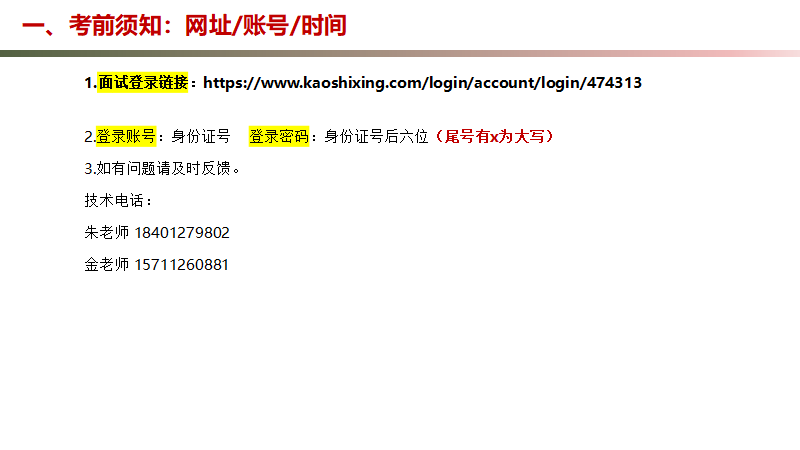 一、考前须知：网址/账号/时间
1.面试登录链接：https://www.kaoshixing.com/login/account/login/474313
2.登录账号：身份证号 登录密码：身份证号后六位（尾号有x为大写）
3.如有问题请及时反馈。
技术电话：
朱老师 18401279802
金老师 15711260881